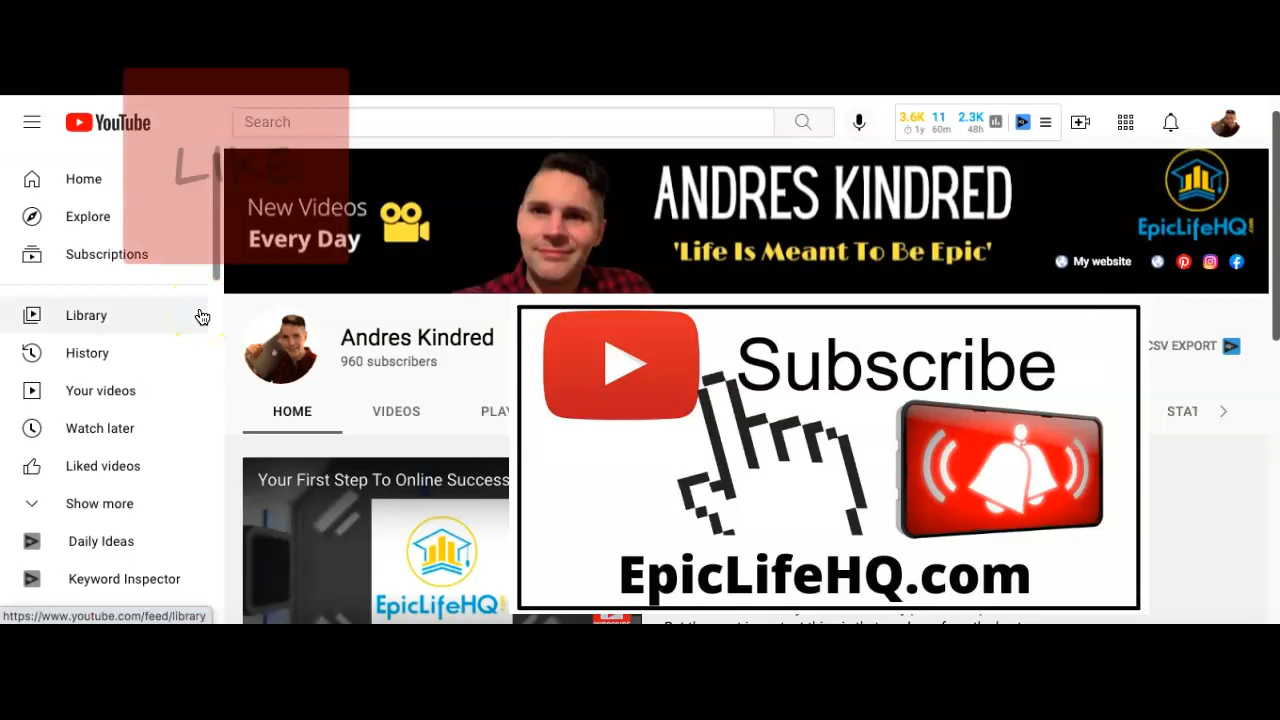 YouTube
Search
3.6K 11 2.3K
1y 60m 48h
LIKE
Home
Explore
Subscriptions
Library
History
Your videos
Watch later
Liked videos
Show more
Daily Ideas
Keyword Inspector
https://www.youtube.com/feed/library
New Videos
Every Day
ANDRES KINDRED
'Life Is Meant To Be Epic'
EpicLifeHQ
My website
Andres Kindred
960 subscribers
CSV EXPORT
HOME VIDEOS PLAY STAT
Your First Step To Online Success
EpicLifeHQ
Subscribe
EpicLifeHQ.com